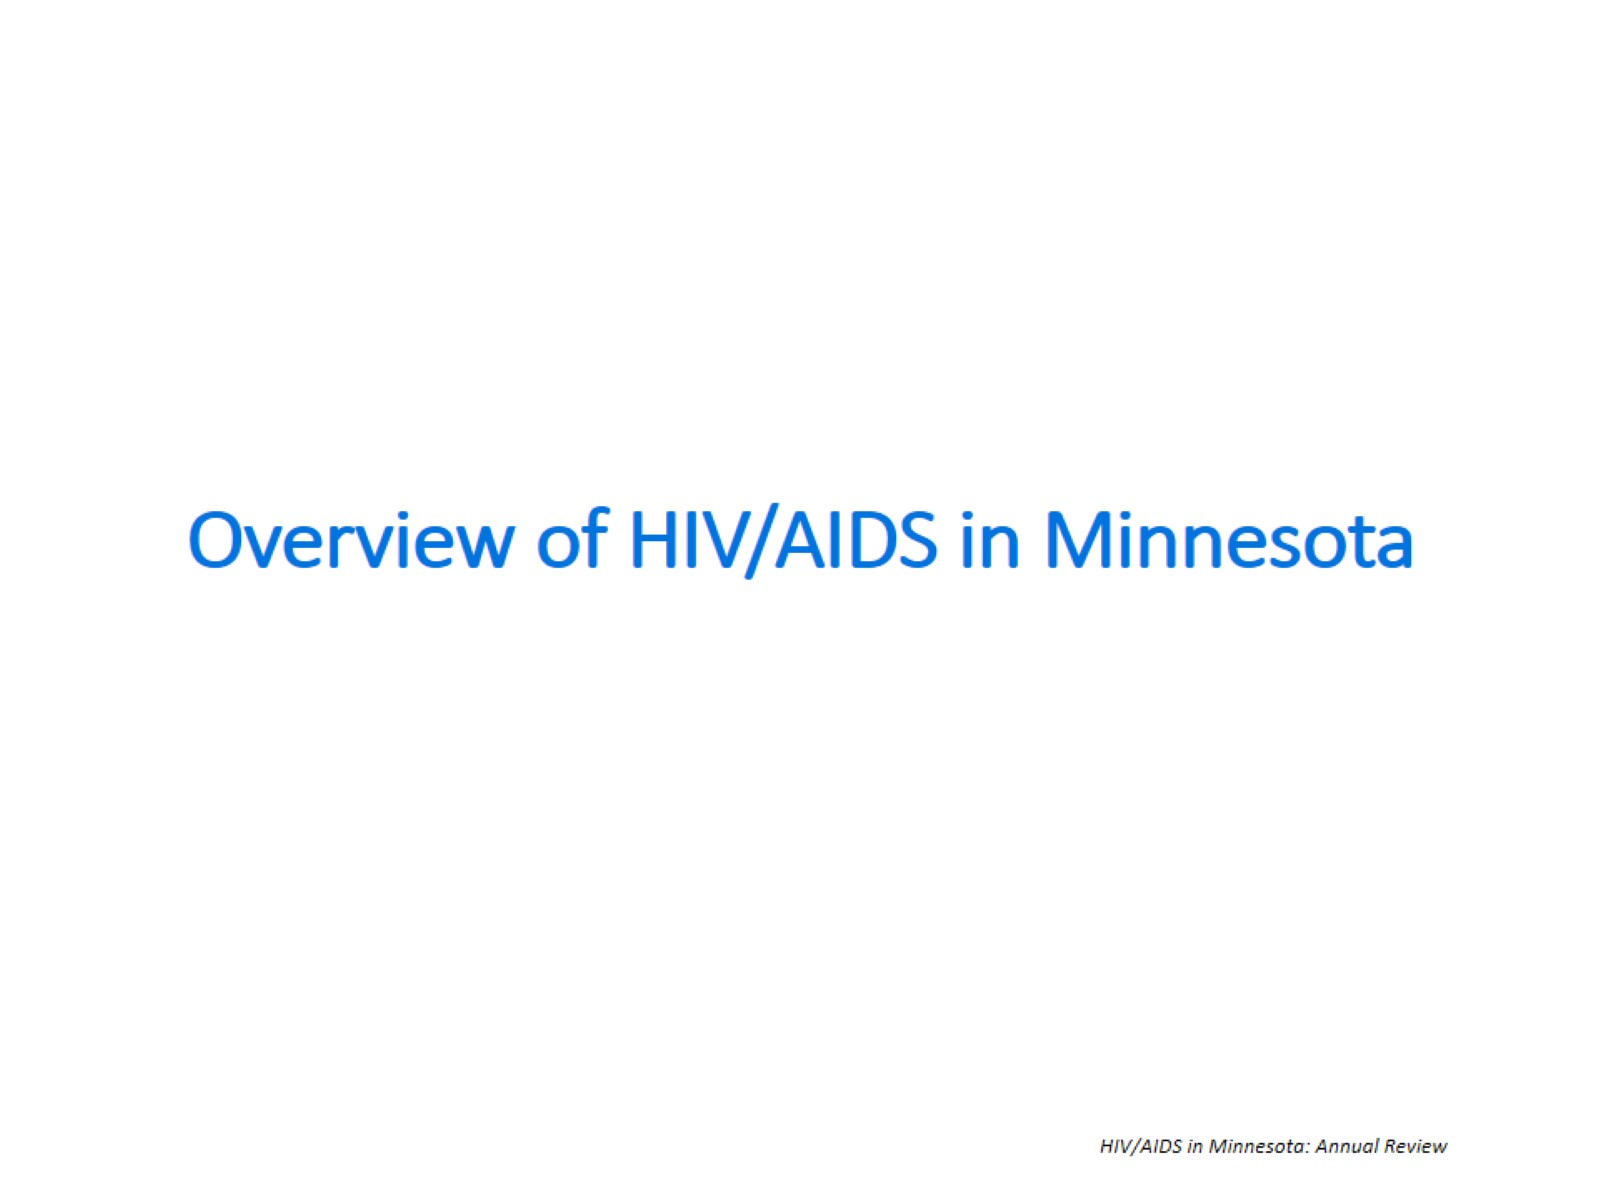 Overview of HIV/AIDS in Minnesota
HIV/AIDS in Minnesota: Annual Review